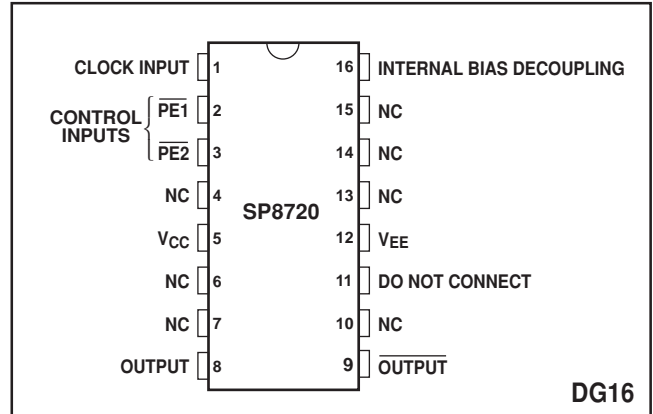 CLOCK INPUT 1 16 INTERNAL BIAS DECOUPLING
CONTROL INPUTS
PE1 2 15 NC
PE2 3 14 NC
NC 4 13 NC
SP8720
VCC 5 12 VEE
NC 6 11 DO NOT CONNECT
NC 7 10 NC
OUTPUT 8 9 OUTPUT
DG16